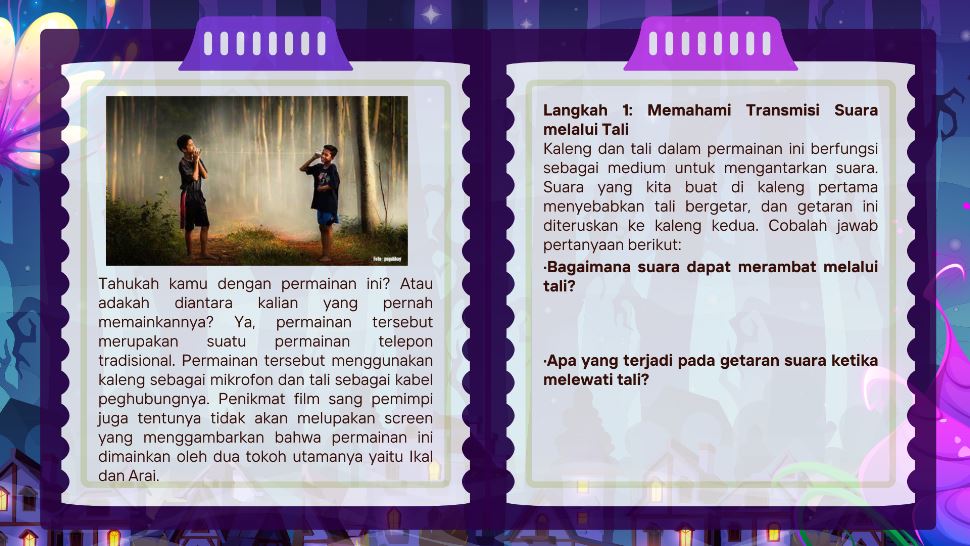 Foto : popsikboy
Tahukah kamu dengan permainan ini? Atau
adakah diantara kalian yang pernah
memainkannya? Ya, permainan tersebut
merupakan suatu permainan telepon
tradisional. Permainan tersebut menggunakan
kaleng sebagai mikrofon dan tali sebagai kabel
peghubungnya. Penikmat film sang pemimpi
juga tentunya tidak akan melupakan screen
yang menggambarkan bahwa permainan ini
dimainkan oleh dua tokoh utamanya yaitu Ikal
dan Arai.
Langkah 1: Memahami Transmisi Suara
melalui Tali
Kaleng dan tali dalam permainan ini berfungsi
sebagai medium untuk mengantarkan suara.
Suara yang kita buat di kaleng pertama
menyebabkan tali bergetar, dan getaran ini
diteruskan ke kaleng kedua. Cobalah jawab
pertanyaan berikut:
·Bagaimana suara dapat merambat melalui
tali?
·Apa yang terjadi pada getaran suara ketika
melewati tali?